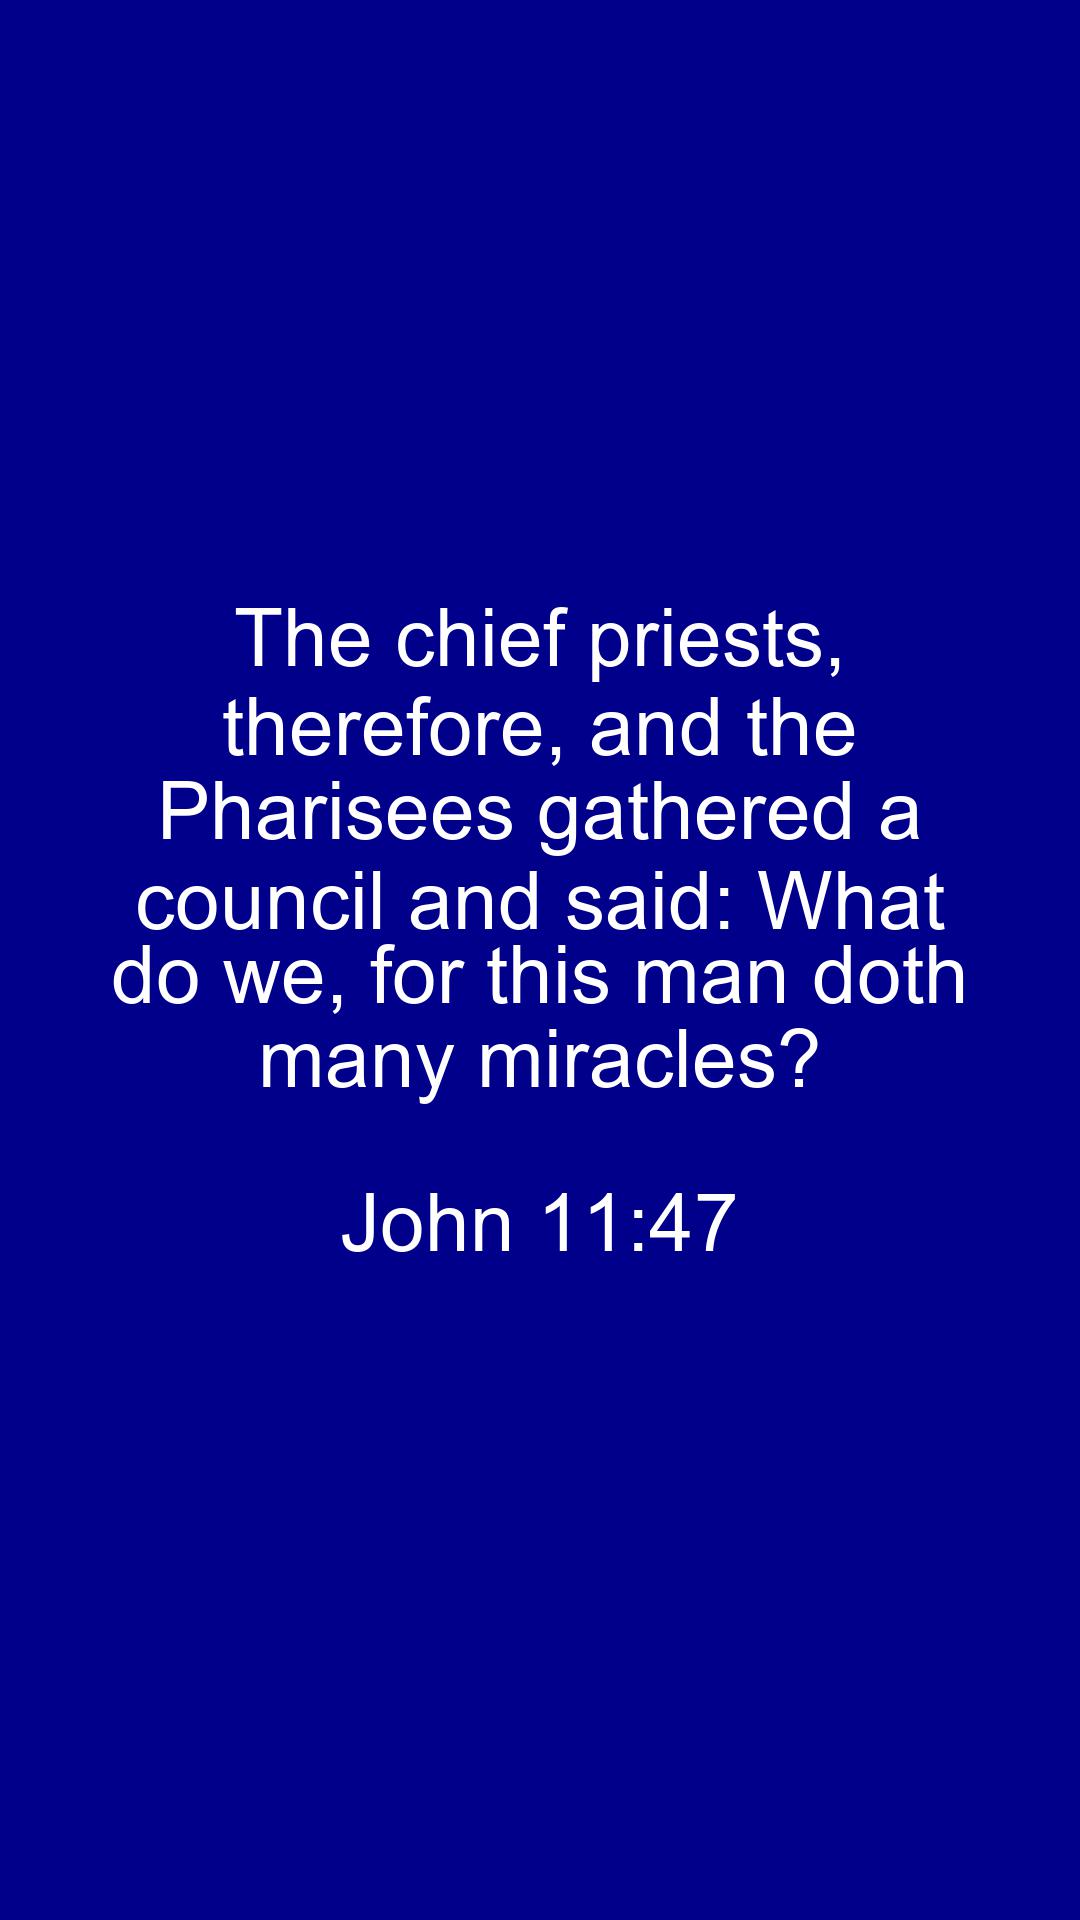 The chief priests,
therefore, and the
Pharisees gathered a
council and said: What
do we, for this man doth
many miracles?
John 11:47